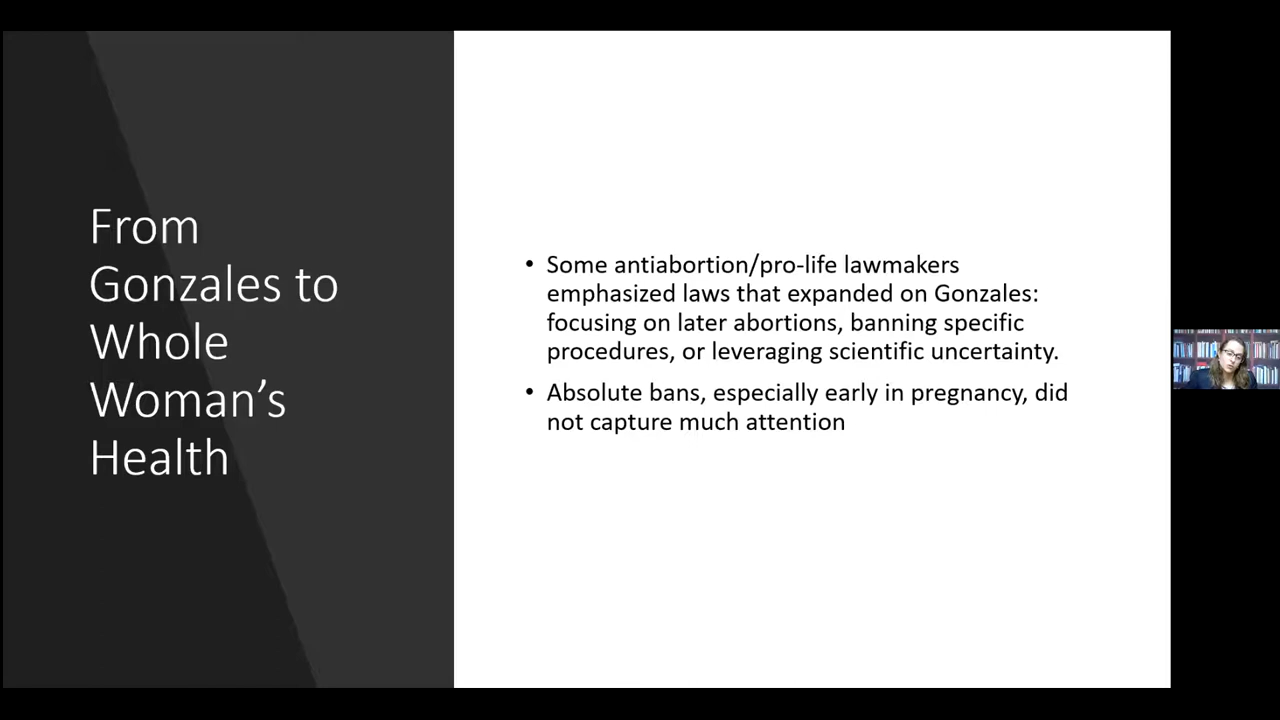 From
Gonzales to
Whole
Woman’s
Health
• Some antiabortion/pro-life lawmakers
emphasized laws that expanded on Gonzales:
focusing on later abortions, banning specific
procedures, or leveraging scientific uncertainty.
• Absolute bans, especially early in pregnancy, did
not capture much attention